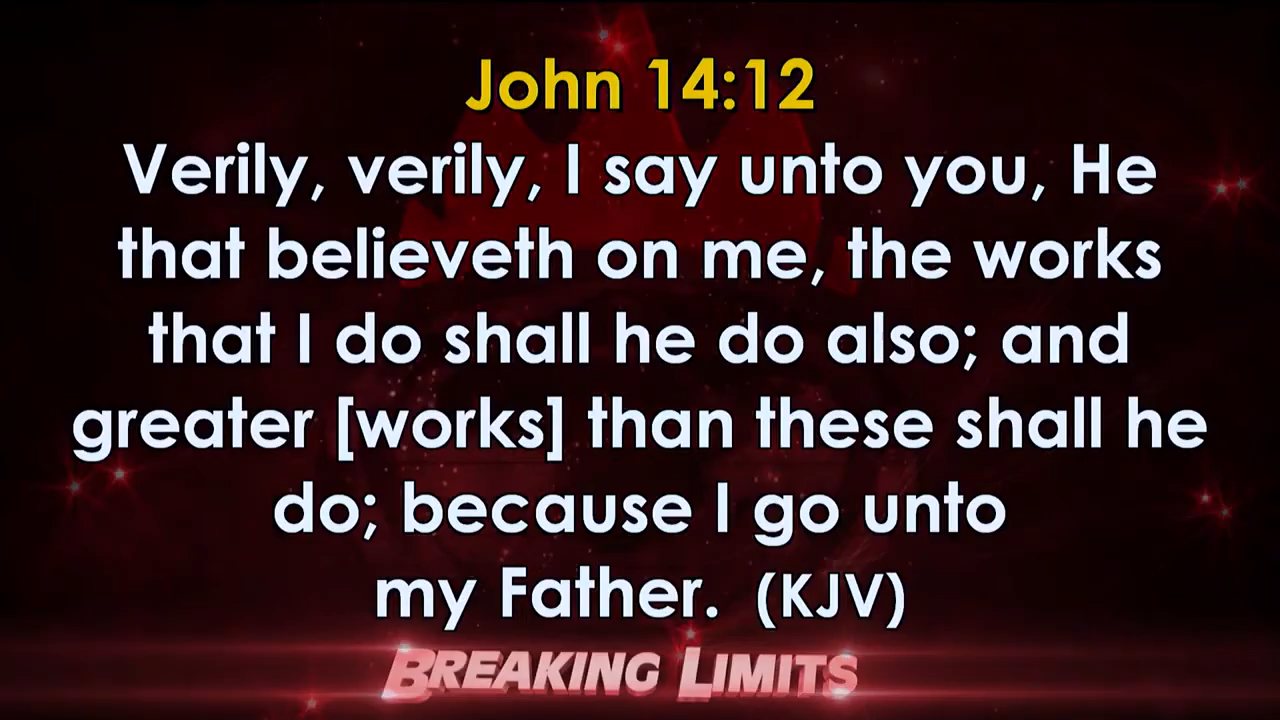 John 14:12
Verily, verily, I say unto you, He
that believeth on me, the works
that I do shall he do also; and
greater [works] than these shall he
do; because I go unto
my Father. (KJV)
BREAKING LIMITS